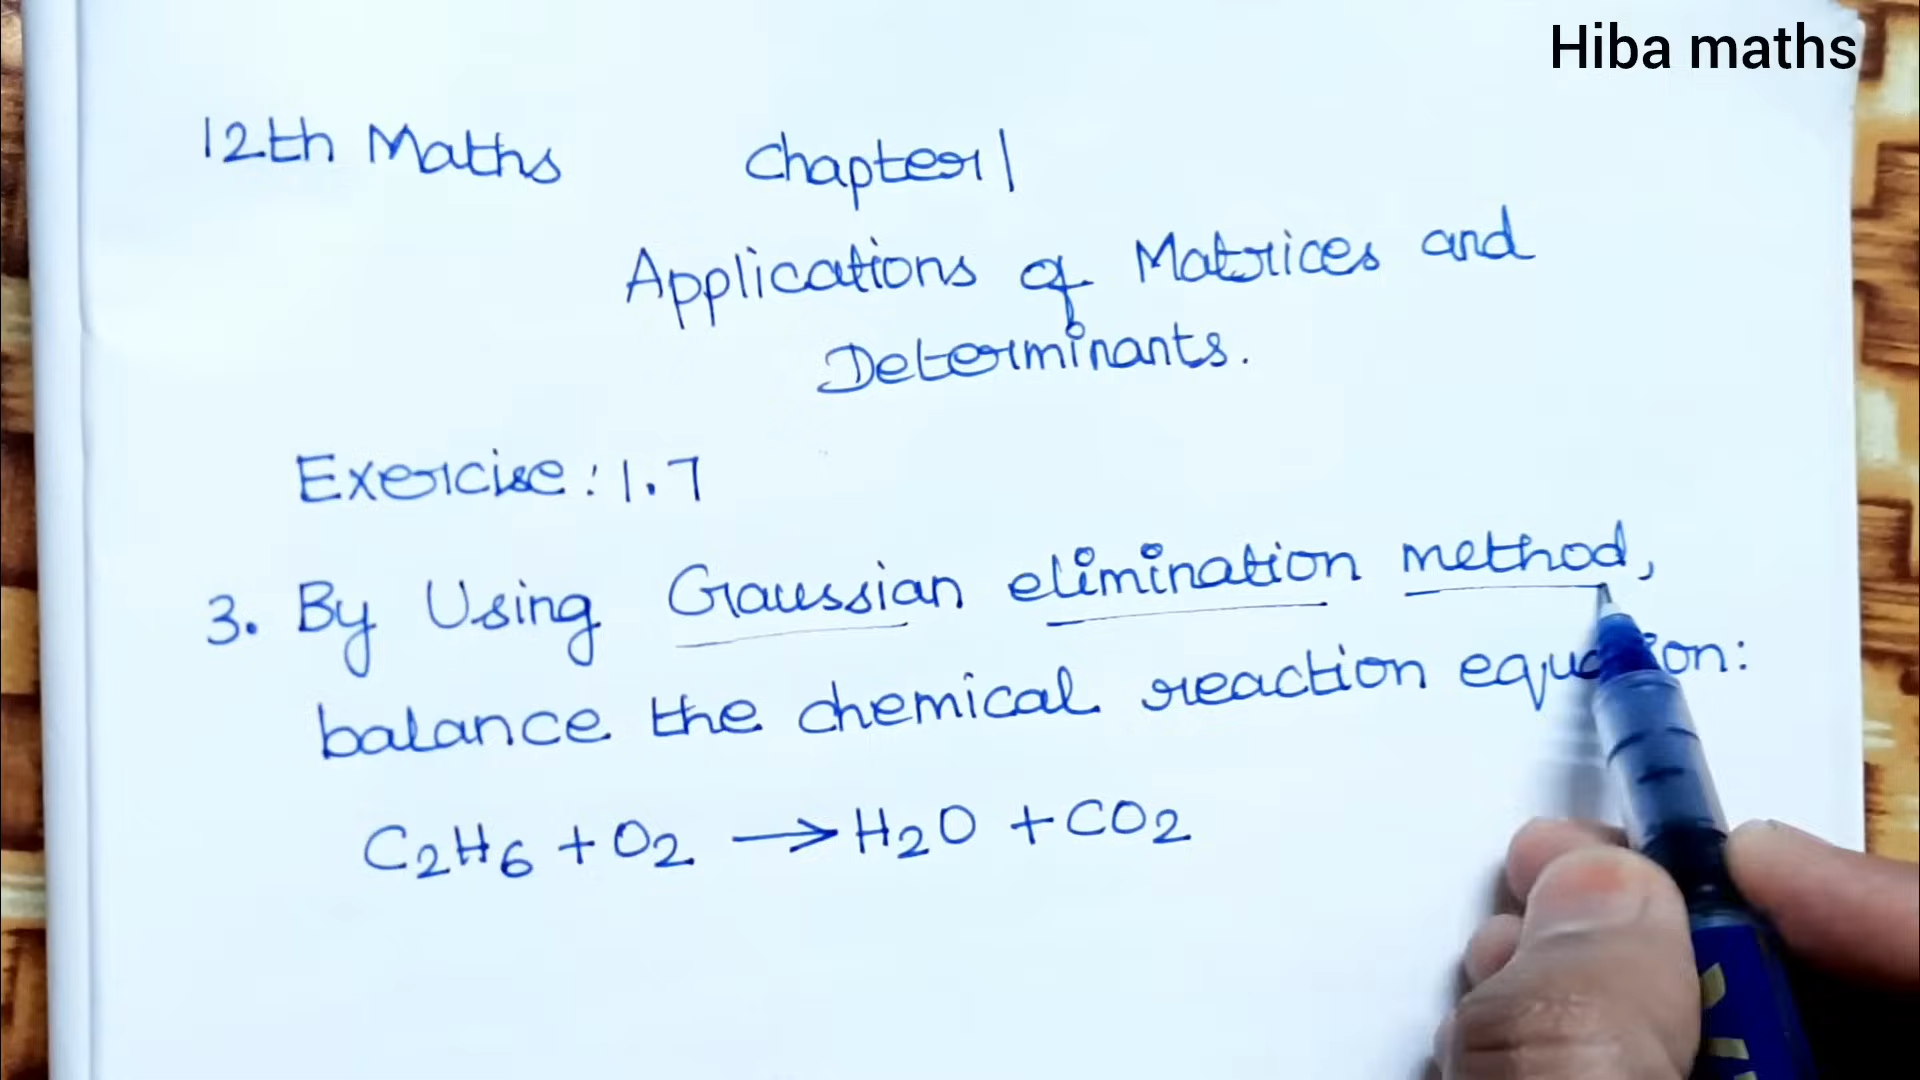 Hiba maths
12th Maths Chapter 1
Applications of Matrices and
Determinants.
Exercise: 1.7
3. By Using Gaussian elimination method,
balance the chemical reaction equation:
C2H6 + O2 → H2O + CO2